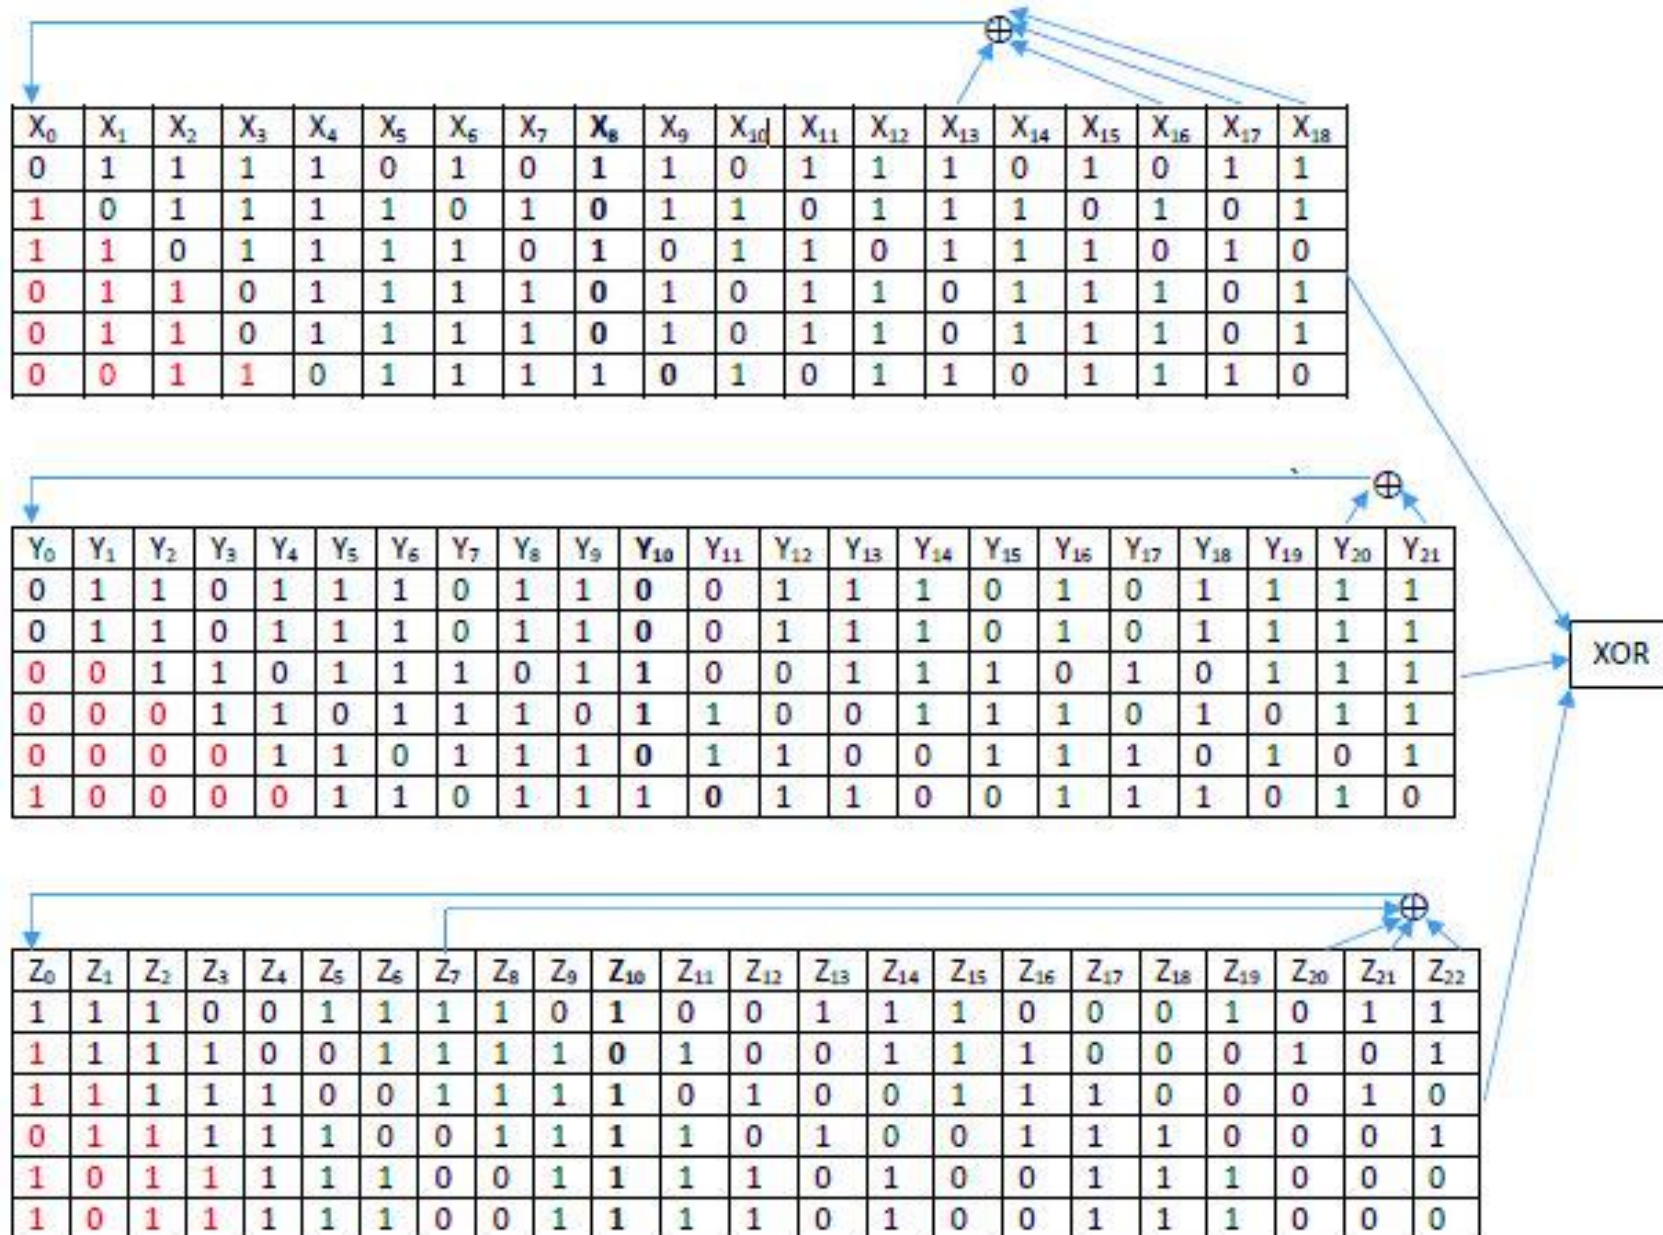 X₀ X₁ X₂ X₃ X₄ X₅ X₆ X₇ X₈ X₉ X₁₀ X₁₁ X₁₂ X₁₃ X₁₄ X₁₅ X₁₆ X₁₇ X₁₈
0 1 1 1 1 0 1 0 1 1 0 1 1 1 0 1 0 1 1
1 0 1 1 1 1 0 1 0 1 1 0 1 1 1 0 1 0 1
1 1 0 1 1 1 1 0 1 0 1 1 0 1 1 1 0 1 0
0 1 1 0 1 1 1 1 0 1 0 1 1 0 1 1 1 0 1
0 1 1 0 1 1 1 1 0 1 0 1 1 0 1 1 1 0 1
0 0 1 1 0 1 1 1 1 0 1 0 1 1 0 1 1 1 0
Y₀ Y₁ Y₂ Y₃ Y₄ Y₅ Y₆ Y₇ Y₈ Y₉ Y₁₀ Y₁₁ Y₁₂ Y₁₃ Y₁₄ Y₁₅ Y₁₆ Y₁₇ Y₁₈ Y₁₉ Y₂₀ Y₂₁
0 1 1 0 1 1 1 0 1 1 0 0 1 1 1 0 1 0 1 1 1 1
0 1 1 0 1 1 1 0 1 1 0 0 1 1 1 0 1 0 1 1 1 1
XOR
0 0 1 1 0 1 1 1 0 1 1 0 0 1 1 1 0 1 0 1 1 1
0 0 0 1 1 0 1 1 1 0 1 1 0 0 1 1 1 0 1 0 1 1
0 0 0 0 1 1 0 1 1 1 0 1 1 0 0 1 1 1 0 1 0 1
1 0 0 0 0 1 1 0 1 1 1 0 1 1 0 0 1 1 1 0 1 0
Z₀ Z₁ Z₂ Z₃ Z₄ Z₅ Z₆ Z₇ Z₈ Z₉ Z₁₀ Z₁₁ Z₁₂ Z₁₃ Z₁₄ Z₁₅ Z₁₆ Z₁₇ Z₁₈ Z₁₉ Z₂₀ Z₂₁ Z₂₂
1 1 1 0 0 1 1 1 1 0 1 0 0 1 1 1 0 0 0 1 0 1 1
1 1 1 1 0 0 1 1 1 1 0 1 0 0 1 1 1 0 0 0 1 0 1
1 1 1 1 1 0 0 1 1 1 1 0 1 0 0 1 1 1 0 0 0 1 0
0 1 1 1 1 1 0 0 1 1 1 1 0 1 0 0 1 1 1 0 0 0 1
1 0 1 1 1 1 1 0 0 1 1 1 1 0 1 0 0 1 1 1 0 0 0
1 0 1 1 1 1 1 0 0 1 1 1 1 0 1 0 0 1 1 1 0 0 0